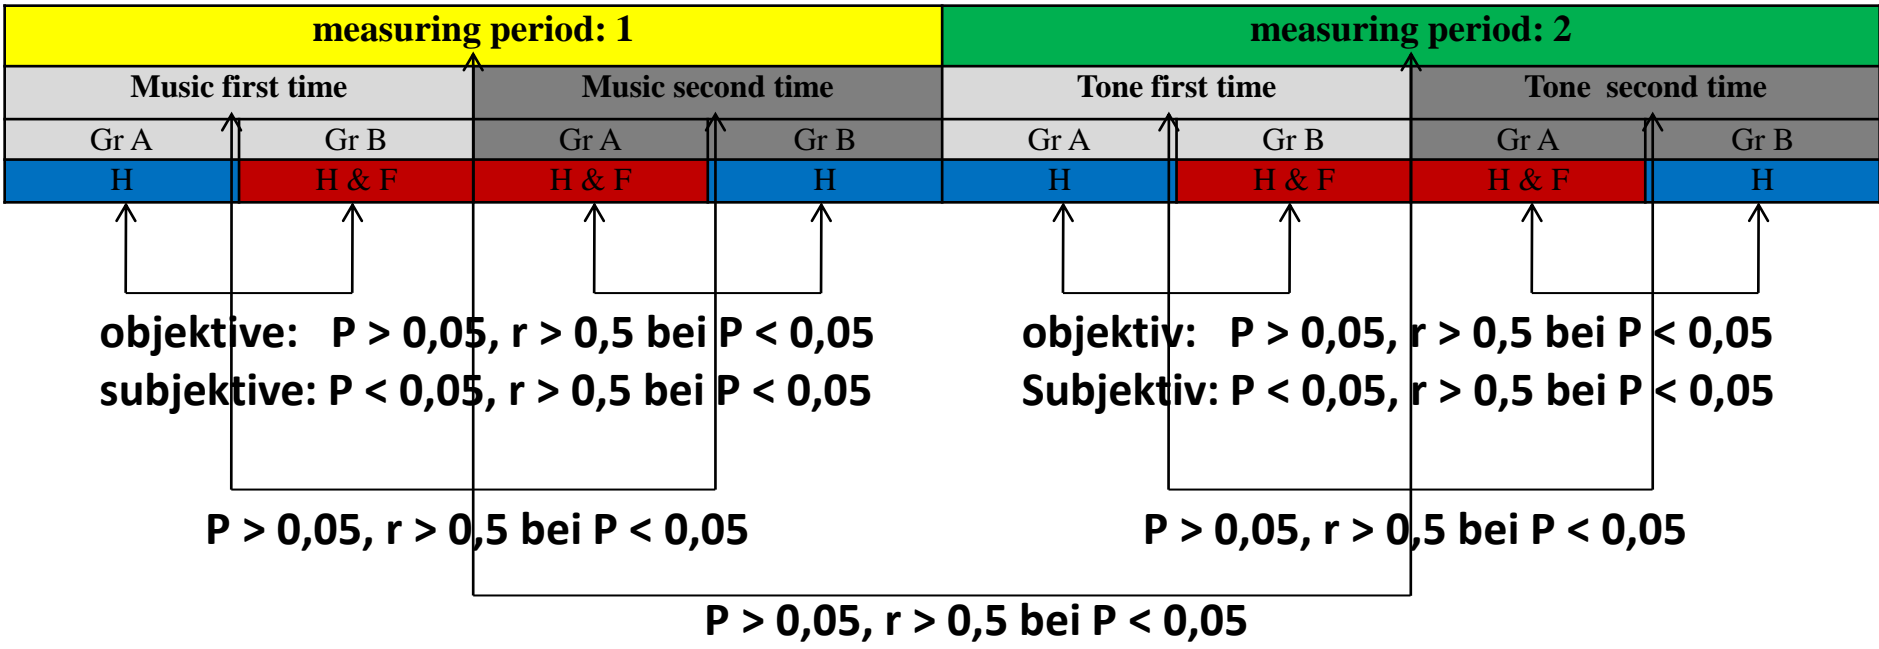 measuring period: 1 measuring period: 2
Music first time Music second time Tone first time Tone second time
Gr A Gr B Gr A Gr B Gr A Gr B Gr A Gr B
H H & F H & F H H H & F H & F H
objektive: P > 0,05, r > 0,5 bei P < 0,05 objektiv: P > 0,05, r > 0,5 bei P < 0,05
subjektive: P < 0,05, r > 0,5 bei P < 0,05 Subjektiv: P < 0,05, r > 0,5 bei P < 0,05
P > 0,05, r > 0,5 bei P < 0,05 P > 0,05, r > 0,5 bei P < 0,05
P > 0,05, r > 0,5 bei P < 0,05